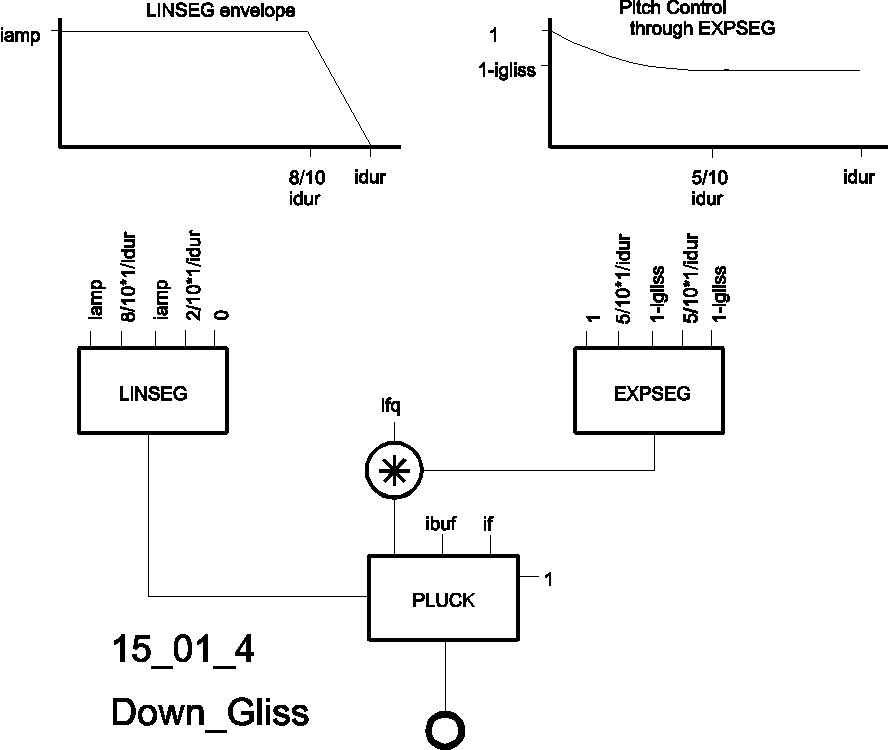 LINSEG envelope
iamp
8/10
idur
idur
Pitch Control
through EXPSEG
1
1-igliss
5/10
idur
idur
iamp
8/10*1/idur
iamp
2/10*1/idur
0
LINSEG
1
5/10*1/idur
1-igliss
5/10*1/idur
1-igliss
EXPSEG
Ifq
ibuf
if
PLUCK
1
15_01_4
Down_Gliss